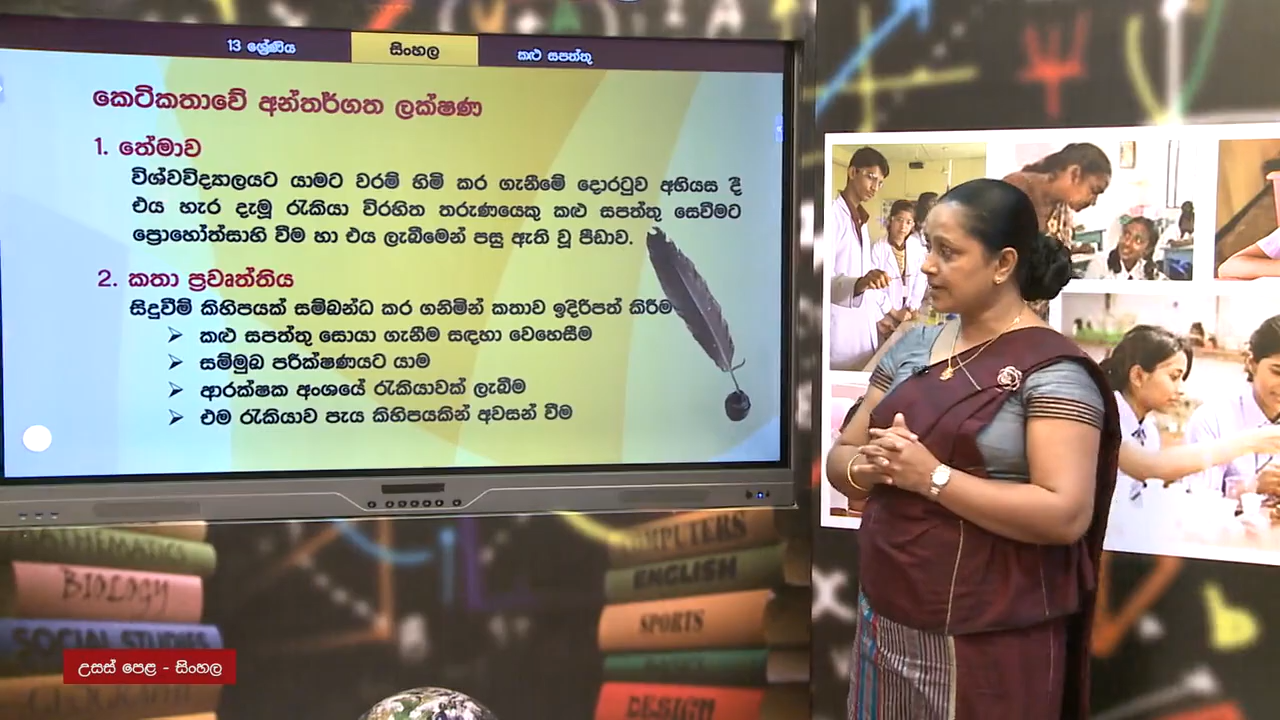 13 ශ්‍රේණිය
සිංහල
කළු සපත්තු
කෙටිකතාවේ අන්තර්ගත ලක්ෂණ
1. තේමාව
විශ්වවිද්‍යාලයට යාමට වරම් හිමි කර ගැනීමේ දොරටුව අභියස දී
එය හැර දැමූ රැකියා විරහිත තරුණයෙකු කළු සපත්තු සෙවීමට
ප්‍රොහෝත්සාහි වීම හා එය ලැබීමෙන් පසු ඇති වූ පීඩාව.
2. කතා ප්‍රවෘත්තිය
සිදුවීම් කිහිපයක් සම්බන්ධ කර ගනිමින් කතාව ඉදිරිපත් කිරීම
➢ කළු සපත්තු සොයා ගැනීම සඳහා වෙහෙසීම
➢ සම්මුඛ පරික්ෂණයට යාම
➢ ආරක්ෂක අංශයේ රැකියාවක් ලැබීම
➢ එම රැකියාව පැය කිහිපයකින් අවසන් වීම
MATHEMATICS
BIOLOGY
SOCIAL STUDIES
GEOGRAPHY
COMPUTERS
ENGLISH
SPORTS
DESIGN
උසස් පෙළ - සිංහල